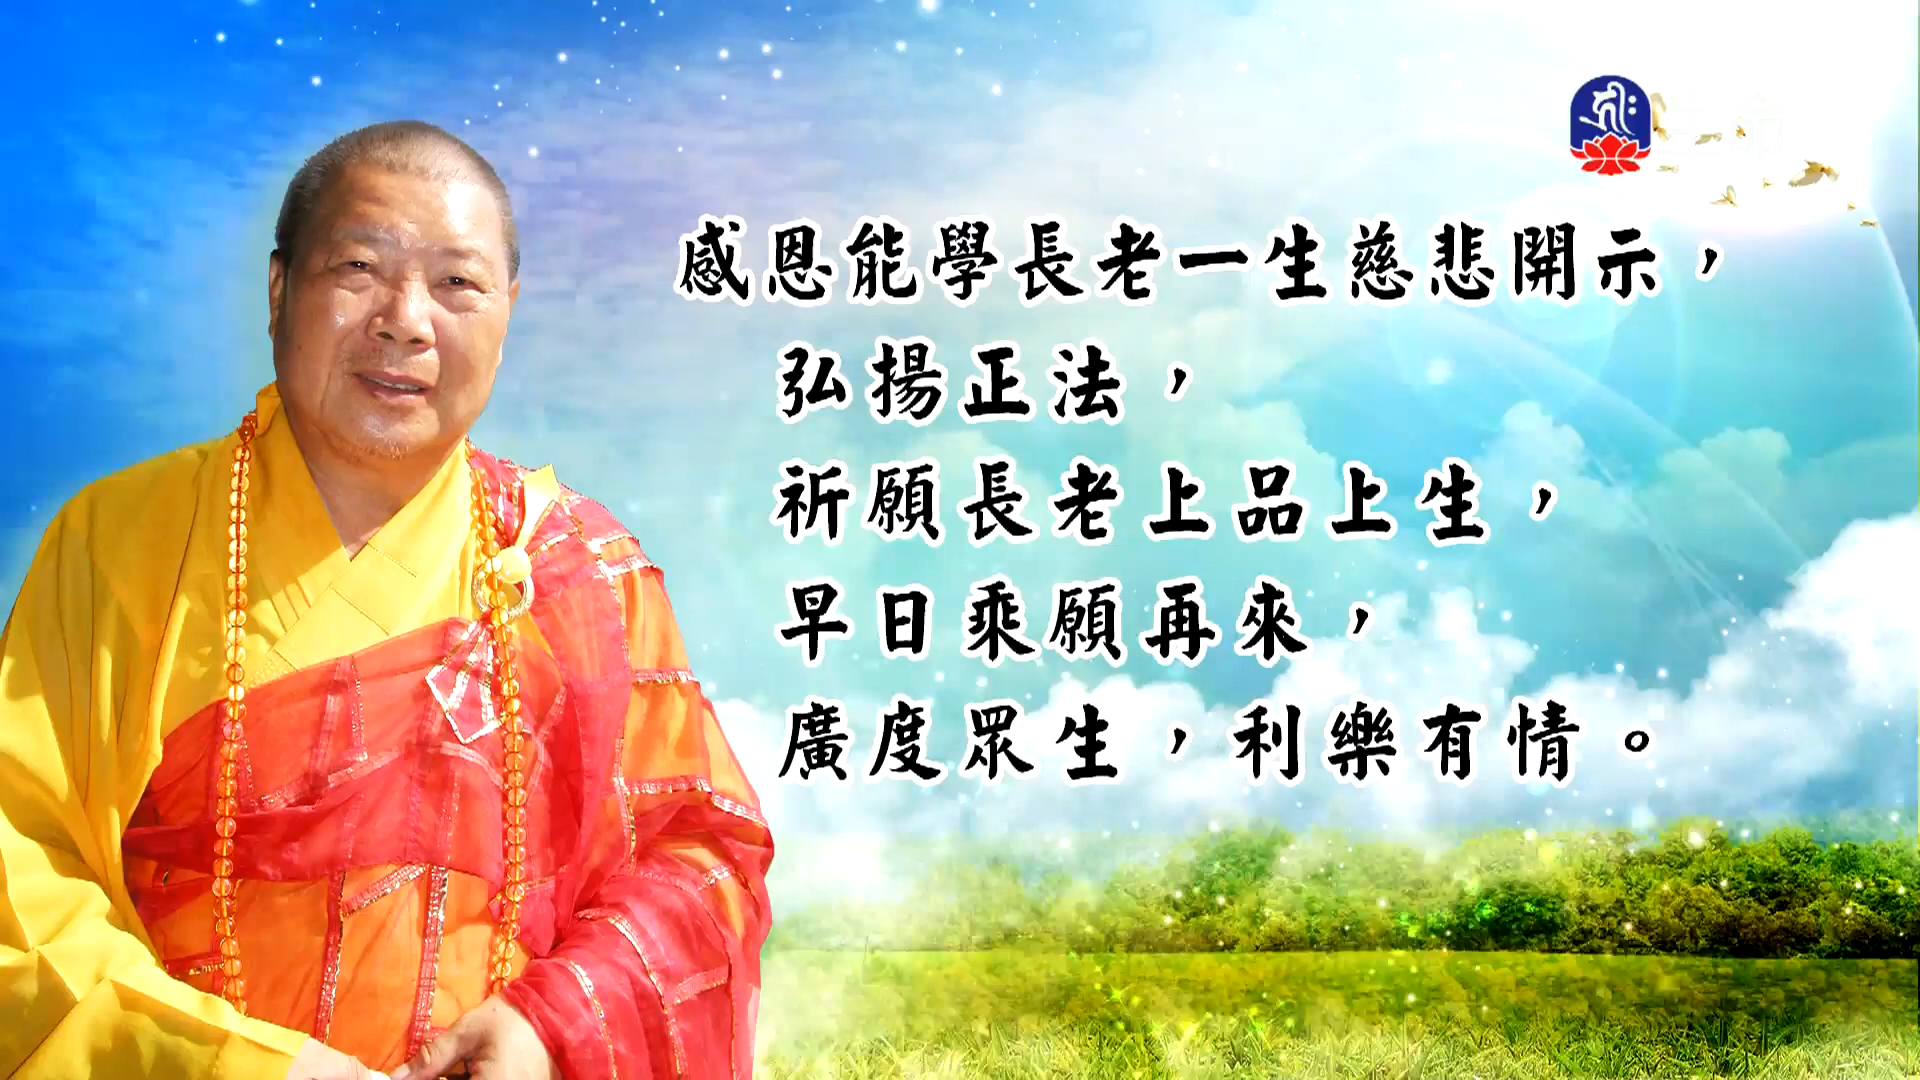 感恩能學長老一生慈悲開示，
弘揚正法，
祈願長老上品上生，
早日乘願再來，
廣度眾生，利樂有情。